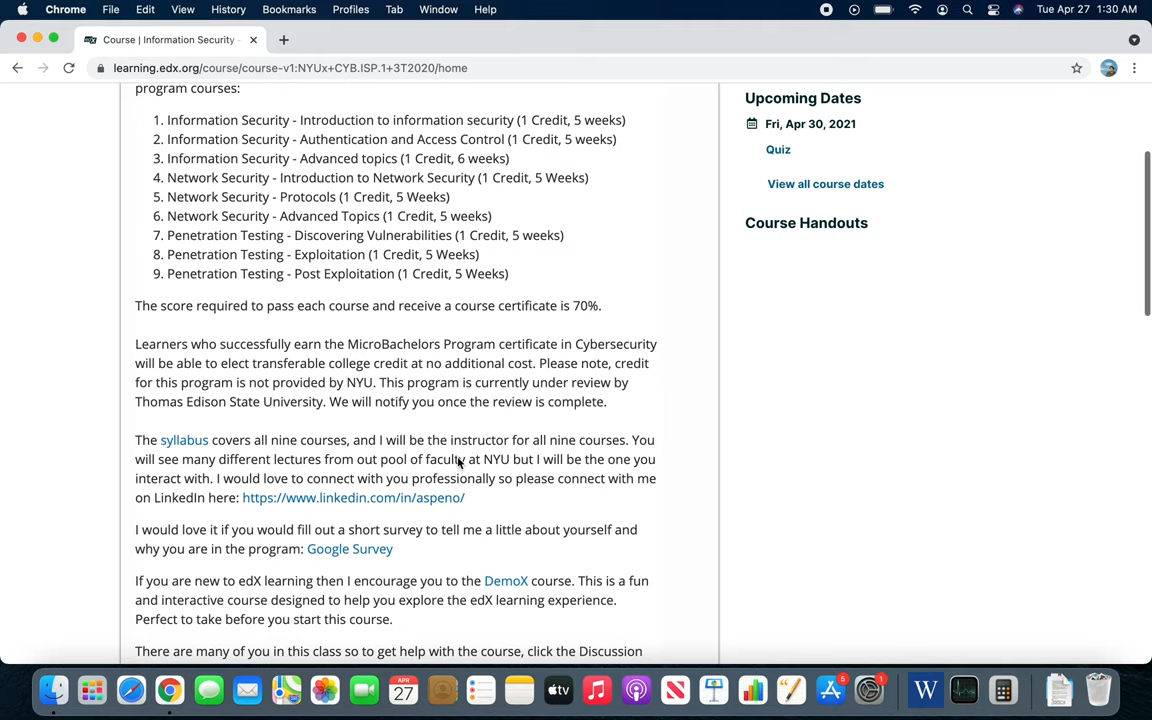 Chrome File Edit View History Bookmarks Profiles Tab Window Help Tue Apr 27 1:30 AM
Course | Information Security -
learning.edx.org/course/course-v1:NYUx+CYB.ISP.1+3T2020/home
program courses:
1. Information Security - Introduction to information security (1 Credit, 5 weeks)
2. Information Security - Authentication and Access Control (1 Credit, 5 weeks)
3. Information Security - Advanced topics (1 Credit, 6 weeks)
4. Network Security - Introduction to Network Security (1 Credit, 5 Weeks)
5. Network Security - Protocols (1 Credit, 5 Weeks)
6. Network Security - Advanced Topics (1 Credit, 5 weeks)
7. Penetration Testing - Discovering Vulnerabilities (1 Credit, 5 weeks)
8. Penetration Testing - Exploitation (1 Credit, 5 Weeks)
9. Penetration Testing - Post Exploitation (1 Credit, 5 Weeks)
The score required to pass each course and receive a course certificate is 70%.
Learners who successfully earn the MicroBachelors Program certificate in Cybersecurity
will be able to elect transferable college credit at no additional cost. Please note, credit
for this program is not provided by NYU. This program is currently under review by
Thomas Edison State University. We will notify you once the review is complete.
The syllabus covers all nine courses, and I will be the instructor for all nine courses. You
will see many different lectures from out pool of faculty at NYU but I will be the one you
interact with. I would love to connect with you professionally so please connect with me
on LinkedIn here: https://www.linkedin.com/in/aspeno/
I would love it if you would fill out a short survey to tell me a little about yourself and
why you are in the program: Google Survey
If you are new to edX learning then I encourage you to the DemoX course. This is a fun
and interactive course designed to help you explore the edX learning experience.
Perfect to take before you start this course.
There are many of you in this class so to get help with the course, click the Discussion
Upcoming Dates
Fri, Apr 30, 2021
Quiz
View all course dates
Course Handouts
APR
27
tv
5
1
W